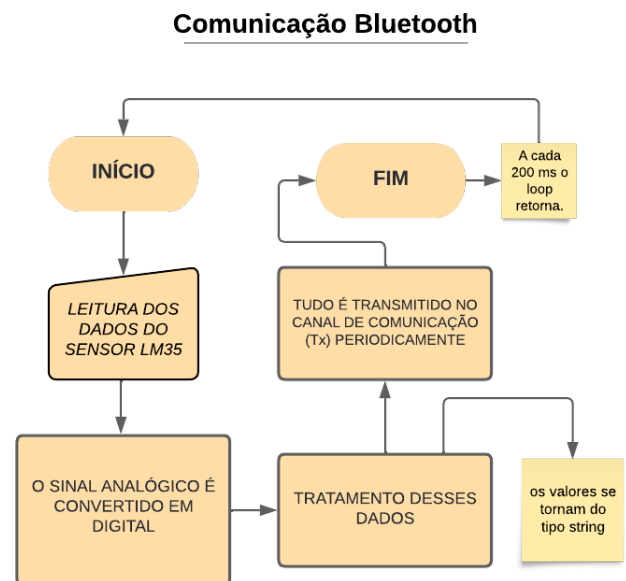 Comunicação Bluetooth
INÍCIO
LEITURA DOS
DADOS DO
SENSOR LM35
O SINAL ANALÓGICO É
CONVERTIDO EM
DIGITAL
TRATAMENTO DESSES
DADOS
os valores se
tornam do
tipo string
TUDO É TRANSMITIDO NO
CANAL DE COMUNICAÇÃO
(Tx) PERIODICAMENTE
FIM
A cada
200 ms o
loop
retorna.